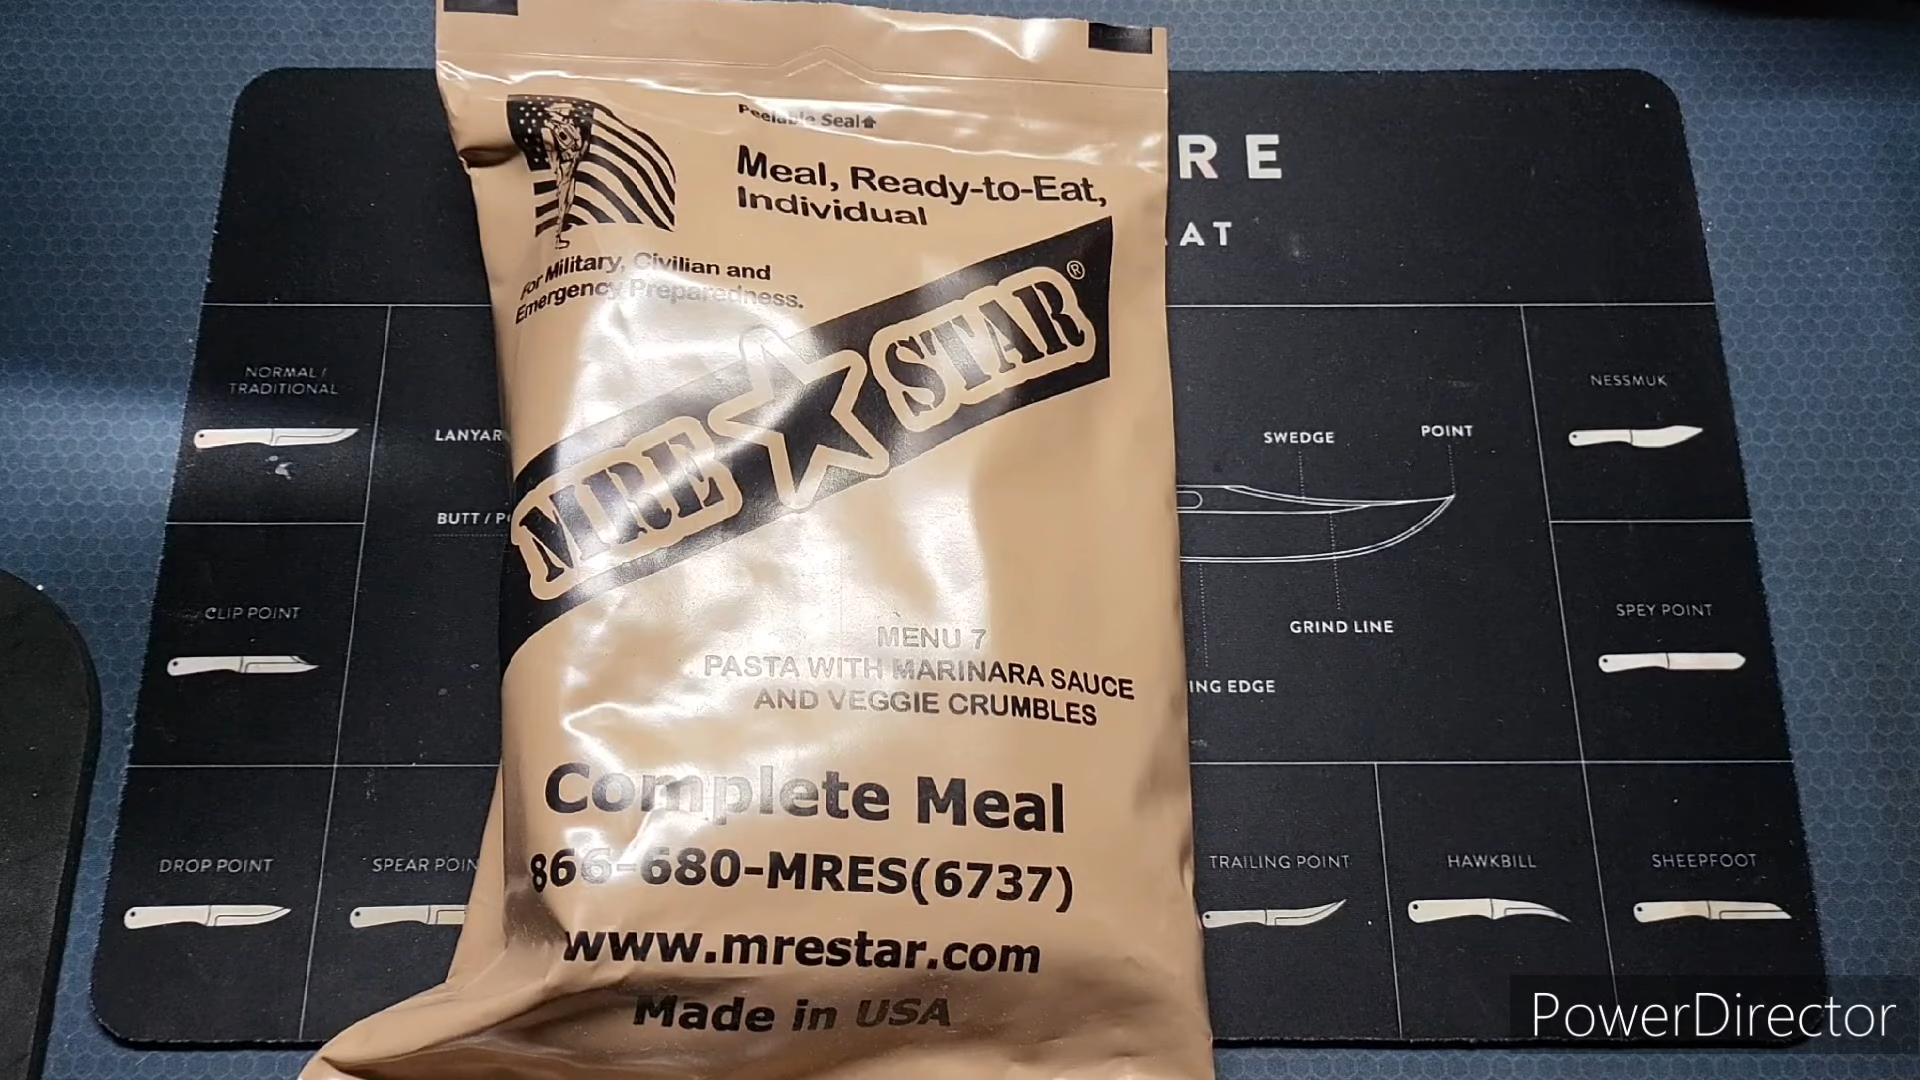 Peelable Seal
Meal, Ready-to-Eat,
Individual
For Military, Civilian and
Emergency Preparedness.
MRE STAR®
MENU 7
PASTA WITH MARINARA SAUCE
AND VEGGIE CRUMBLES
Complete Meal
866-680-MRES(6737)
www.mrestar.com
Made in USA
RE
AT
NORMAL /
TRADITIONAL
LANYAR
BUTT / P
SWEDGE
POINT
NESSMUK
CLIP POINT
GRIND LINE
SPEY POINT
ING EDGE
DROP POINT
SPEAR POIN
TRAILING POINT
HAWKBILL
SHEEPFOOT
PowerDirector